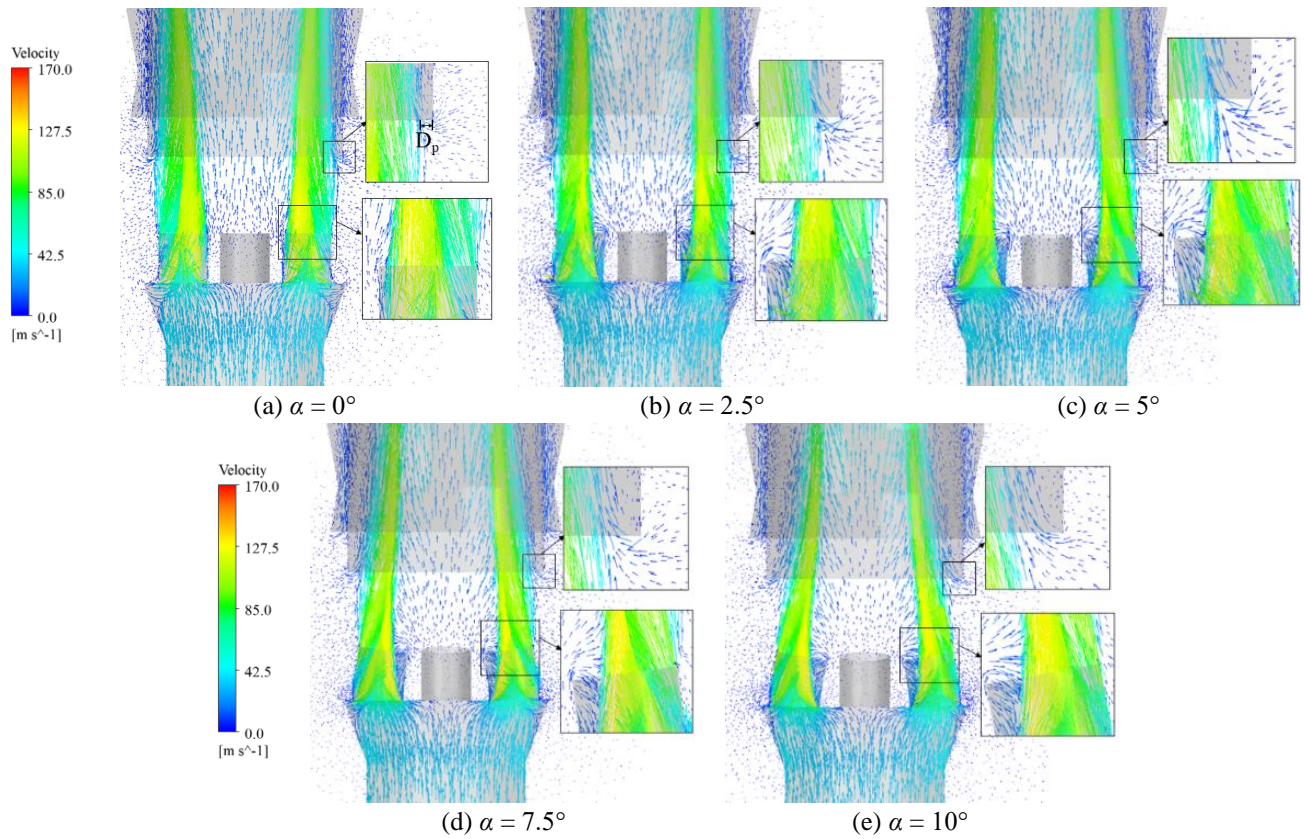 Velocity
170.0
127.5
85.0
42.5
0.0
[m s^-1]
Dp
(a) α = 0°
(b) α = 2.5°
(c) α = 5°
Velocity
170.0
127.5
85.0
42.5
0.0
[m s^-1]
(d) α = 7.5°
(e) α = 10°